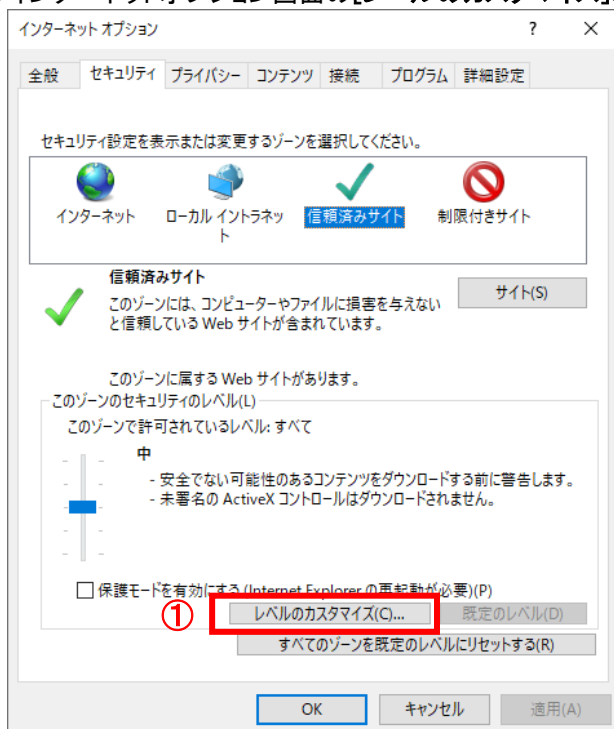 インターネット オプション ? ×
全般 セキュリティ プライバシー コンテンツ 接続 プログラム 詳細設定
セキュリティ設定を表示または変更するゾーンを選択してください。
インターネット ローカル イントラネッ 信頼済みサイト 制限付きサイト
ト
信頼済みサイト
サイト(S)
このゾーンには、コンピューターやファイルに損害を与えない
と信頼している Web サイトが含まれています。
このゾーンに属する Web サイトがあります。
このゾーンのセキュリティのレベル(L)
このゾーンで許可されているレベル: すべて
中
- 安全でない可能性のあるコンテンツをダウンロードする前に警告します。
- 未署名の ActiveX コントロールはダウンロードされません。
保護モードを有効にする (Internet Explorer の再起動が必要)(P)
① レベルのカスタマイズ(C)... 既定のレベル(D)
すべてのゾーンを既定のレベルにリセットする(R)
OK キャンセル 適用(A)